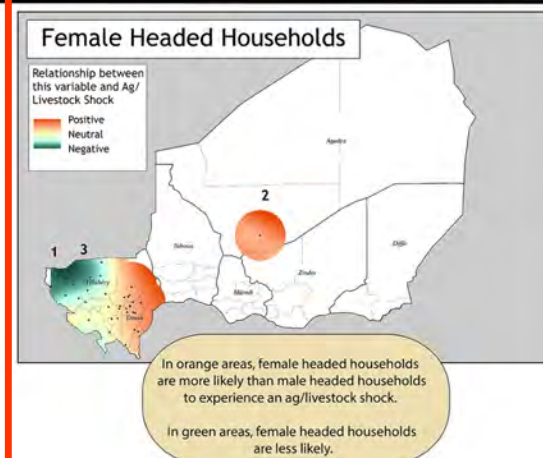 Female Headed Households
Relationship between
this variable and Ag/
Livestock Shock
Positive
Neutral
Negative
Agadez
2
1 3
Tahoua
Diffa
Zinder
Tillabéry
Maradi
Dosso
In orange areas, female headed households
are more likely than male headed households
to experience an ag/livestock shock.
In green areas, female headed households
are less likely.